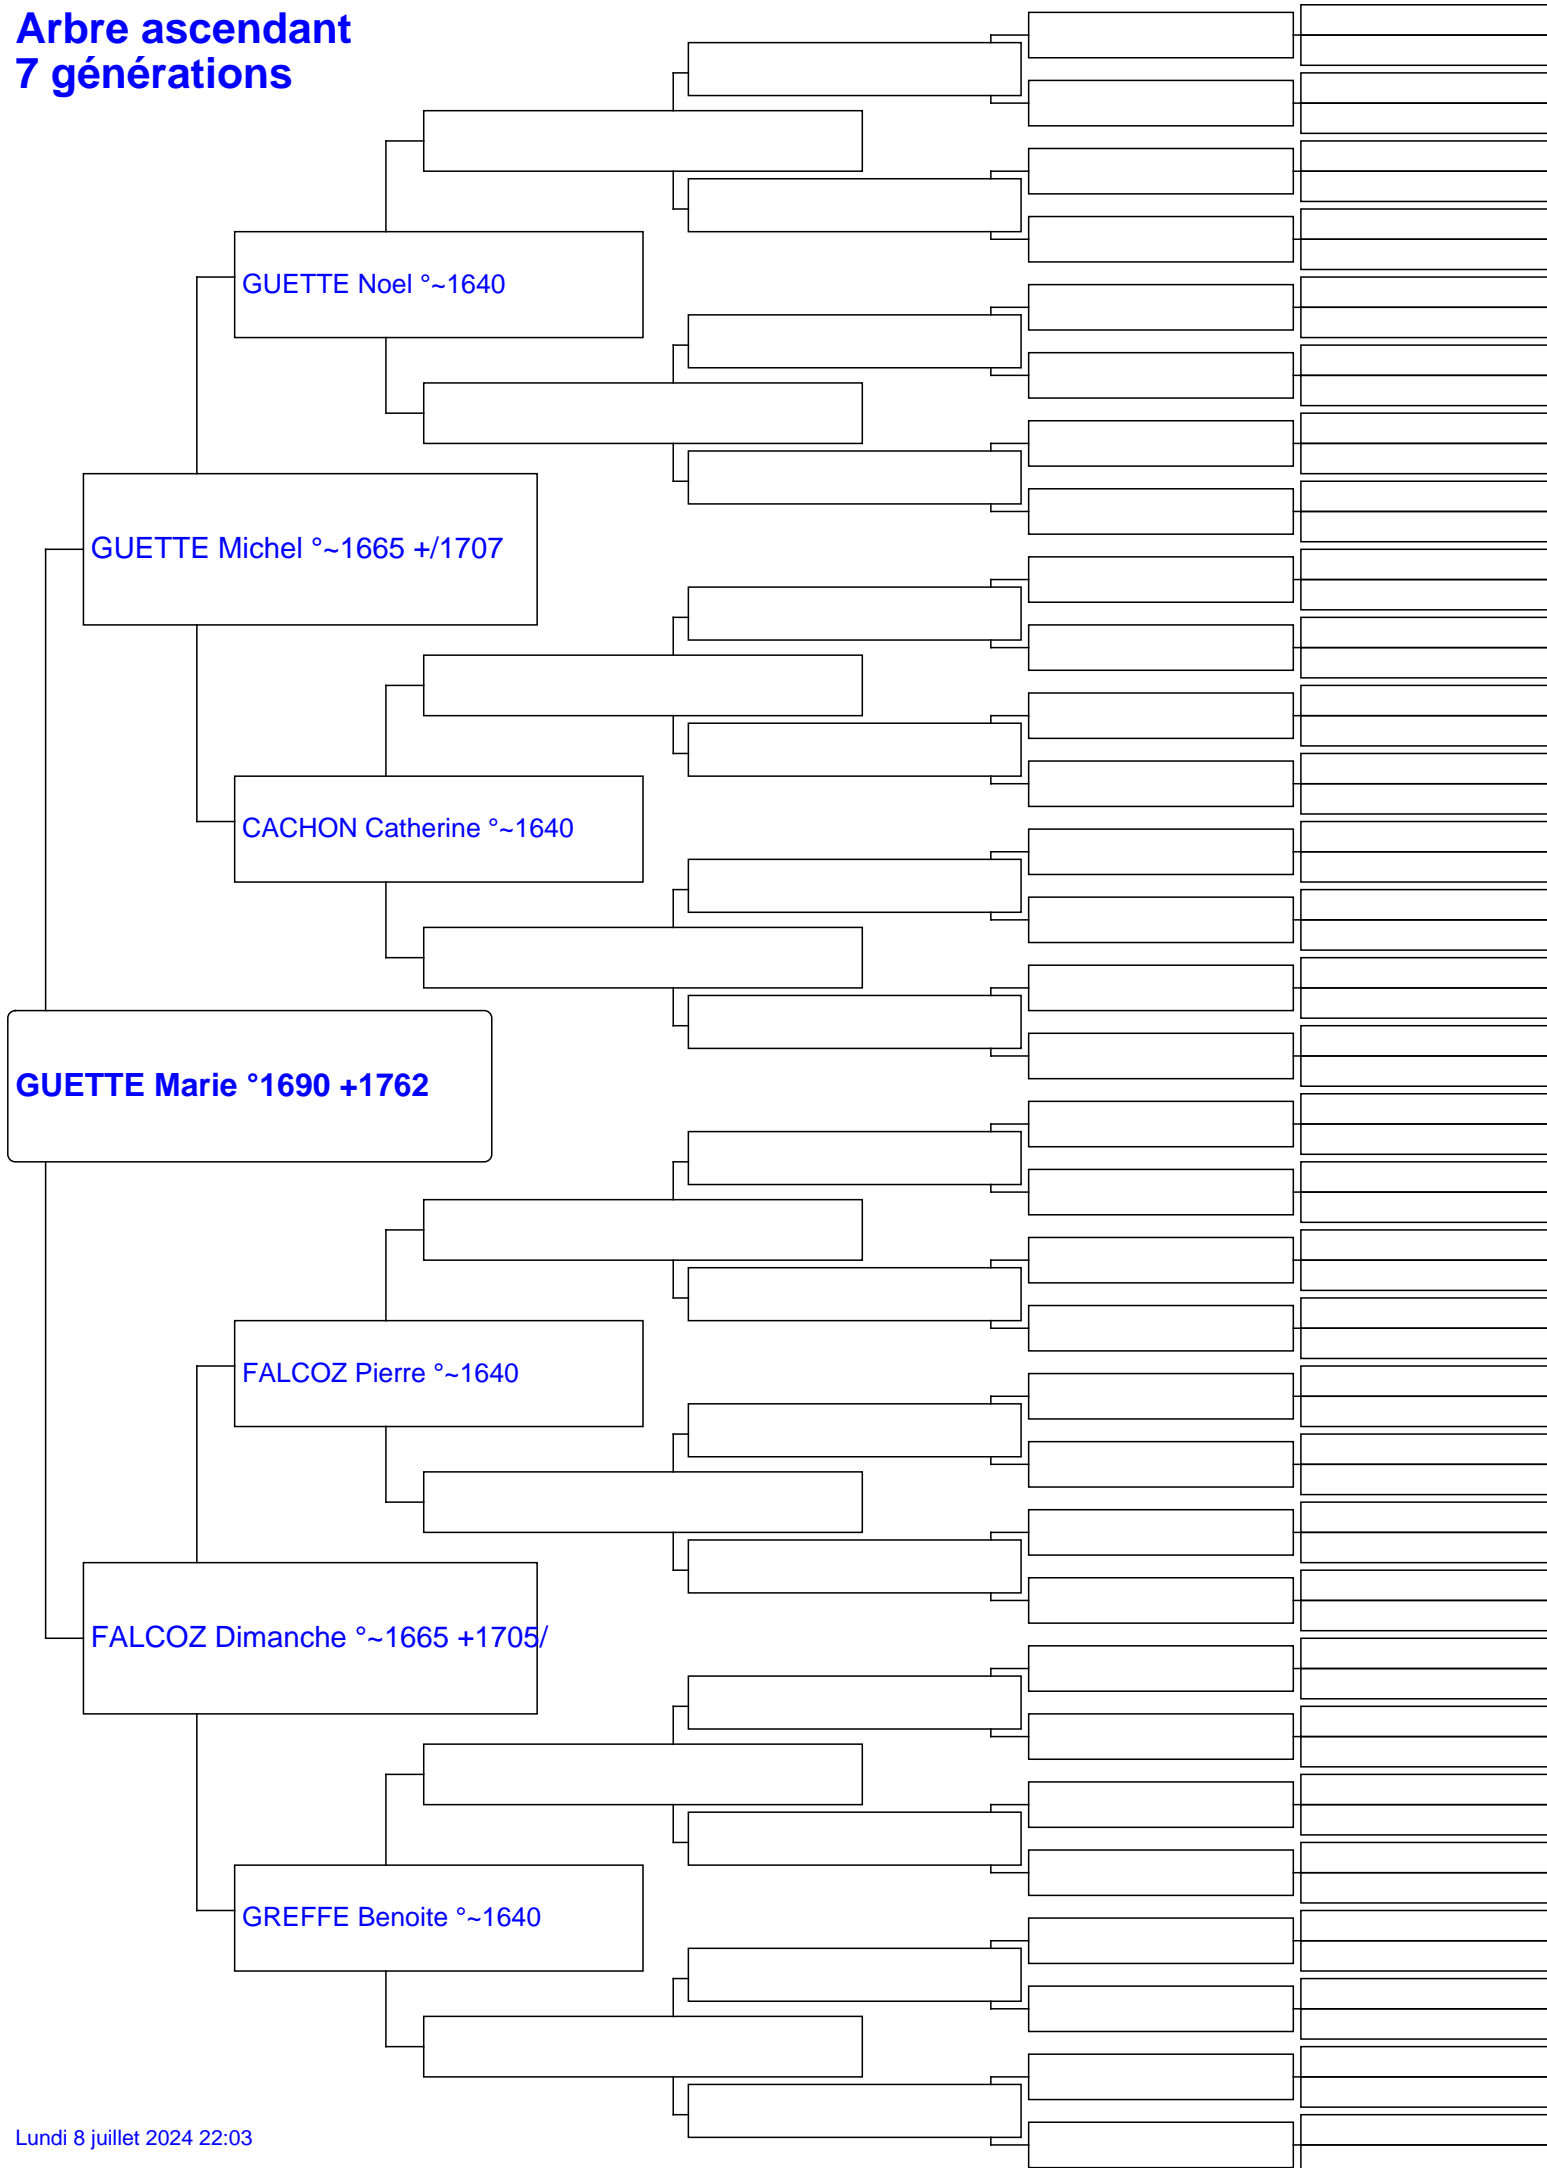 Arbre ascendant
7 générations
GUETTE Noel °~1640
GUETTE Michel °~1665 +/1707
CACHON Catherine °~1640
GUETTE Marie °1690 +1762
FALCOZ Pierre °~1640
FALCOZ Dimanche °~1665 +1705/
GREFFE Benoite °~1640
Lundi 8 juillet 2024 22:03